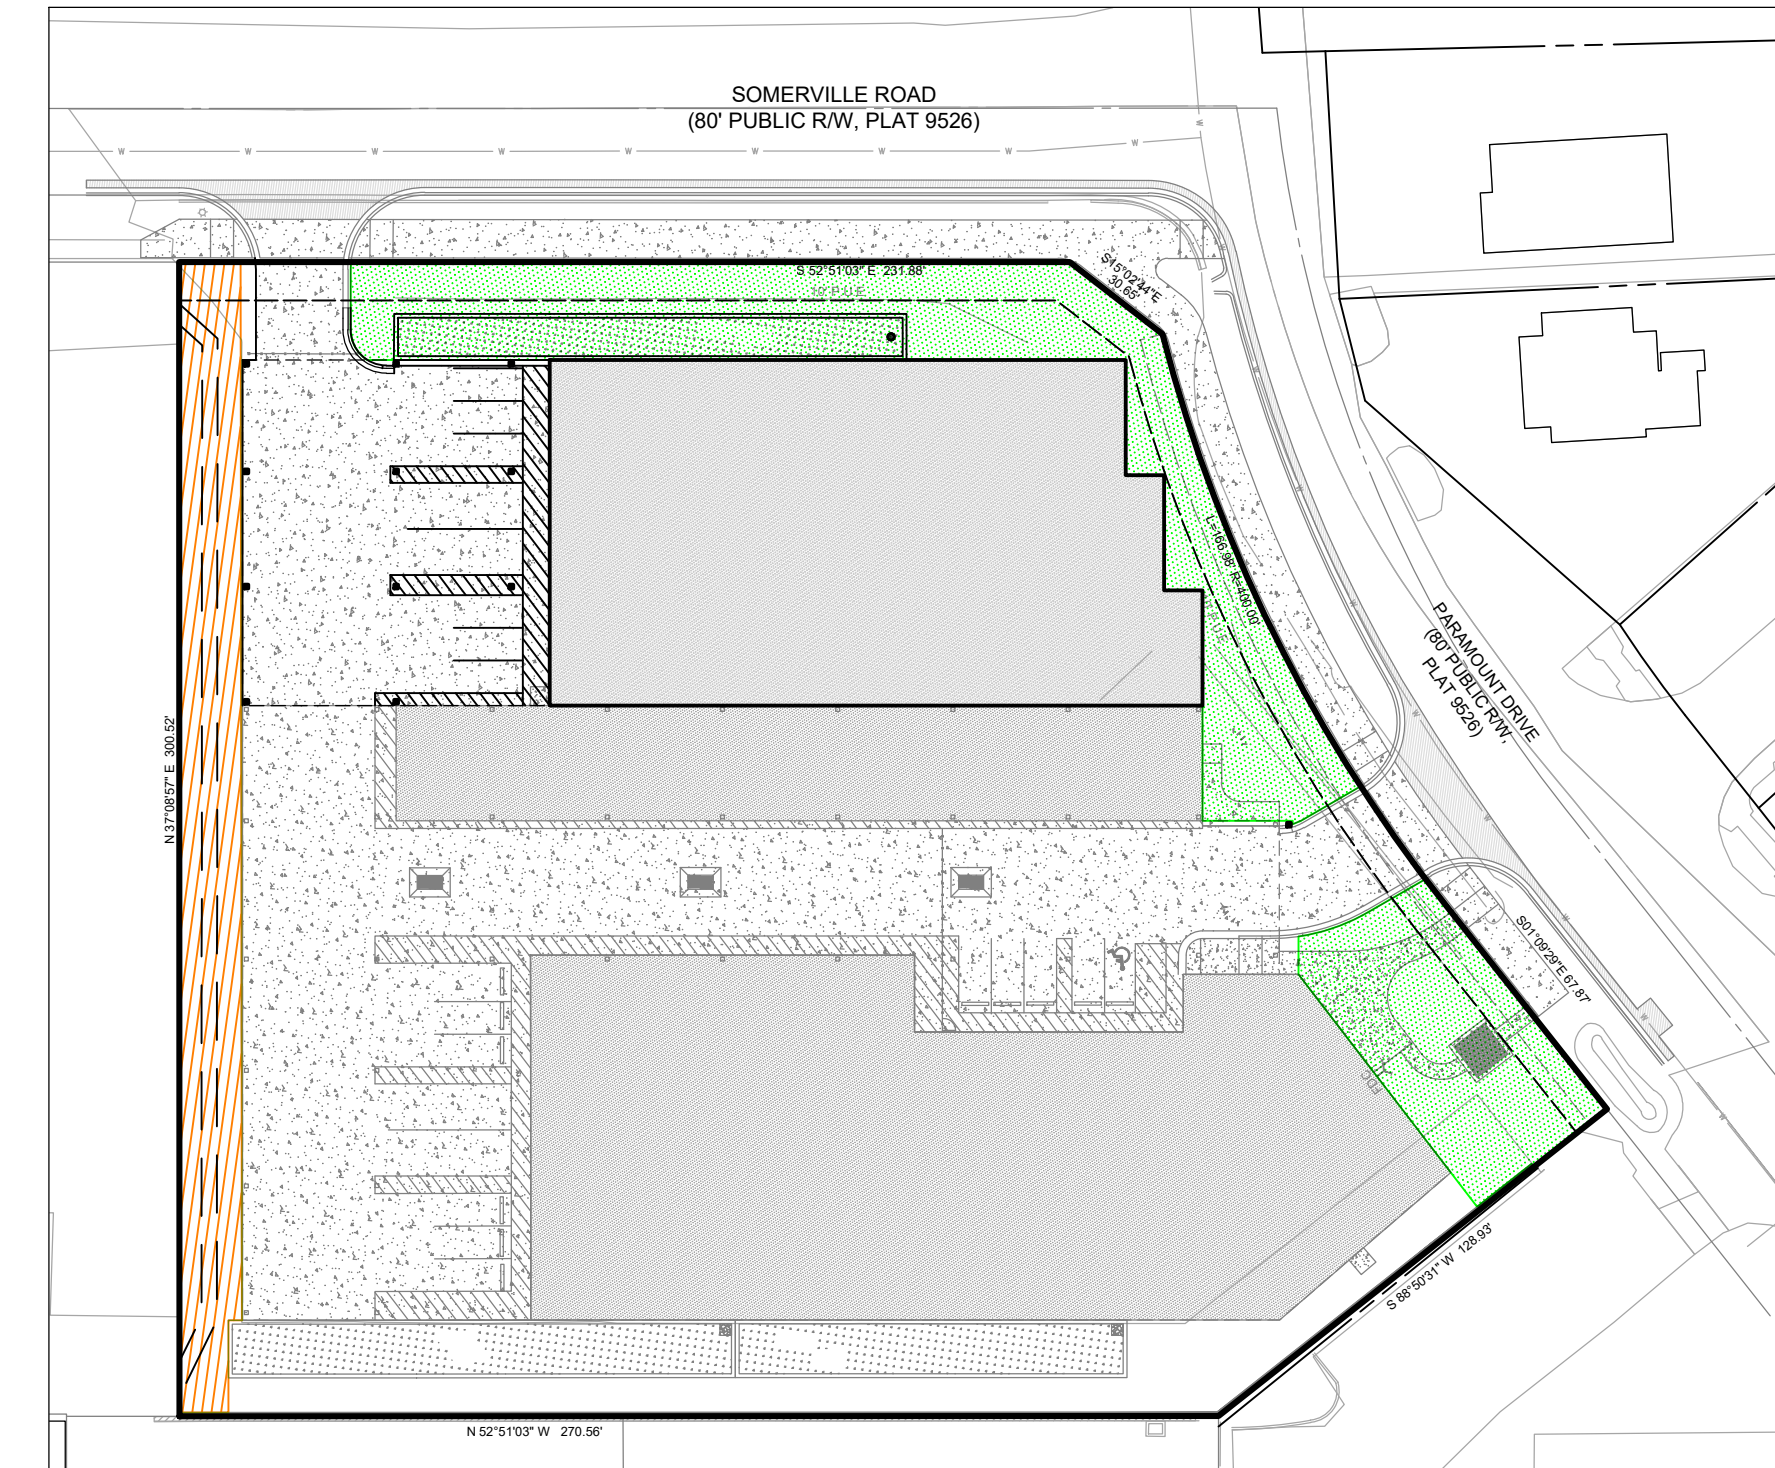 SOMERVILLE ROAD
(80' PUBLIC R/W, PLAT 9526)
W W W W W W W W W
W
S 52°51'03" E 231.88'
10' P.U.E.
S15°02'44"E
30.65'
L=166.98' R=400.00'
PARAMOUNT DRIVE
(80' PUBLIC R/W,
PLAT 9526)
N 37°08'57" E 300.52'
S01°09'29"E 67.87'
FDC
S 88°50'31" W 128.93'
N 52°51'03" W 270.56'